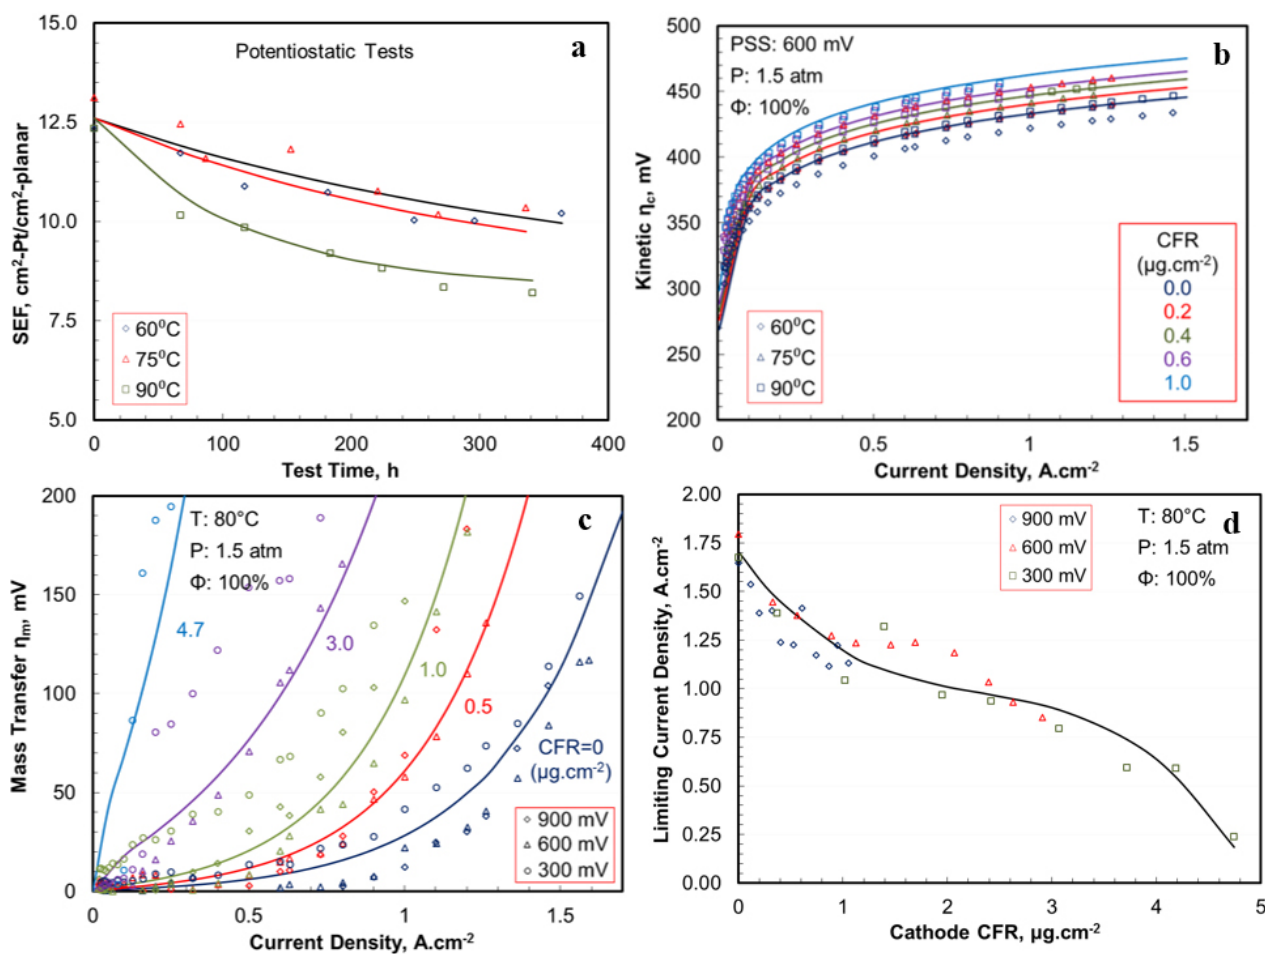 a
Potentiostatic Tests
15.0
12.5
10.0
7.5
5.0
SEF, cm²-Pt/cm²-planar
60⁰C
75⁰C
90⁰C
0
100
200
300
400
Test Time, h
b
PSS: 600 mV
P: 1.5 atm
Φ: 100%
500
450
400
350
300
250
200
Kinetic ηc, mV
CFR
(µg.cm⁻²)
0.0
0.2
0.4
0.6
1.0
60⁰C
75⁰C
90⁰C
0
0.5
1
1.5
Current Density, A.cm⁻²
c
T: 80°C
P: 1.5 atm
Φ: 100%
200
150
100
50
0
Mass Transfer ηm, mV
4.7
3.0
1.0
0.5
CFR=0
(µg.cm⁻²)
900 mV
600 mV
300 mV
0
0.5
1
1.5
Current Density, A.cm⁻²
d
900 mV
600 mV
300 mV
T: 80°C
P: 1.5 atm
Φ: 100%
2.00
1.75
1.50
1.25
1.00
0.75
0.50
0.25
0.00
Limiting Current Density, A.cm⁻²
0
1
2
3
4
5
Cathode CFR, µg.cm⁻²